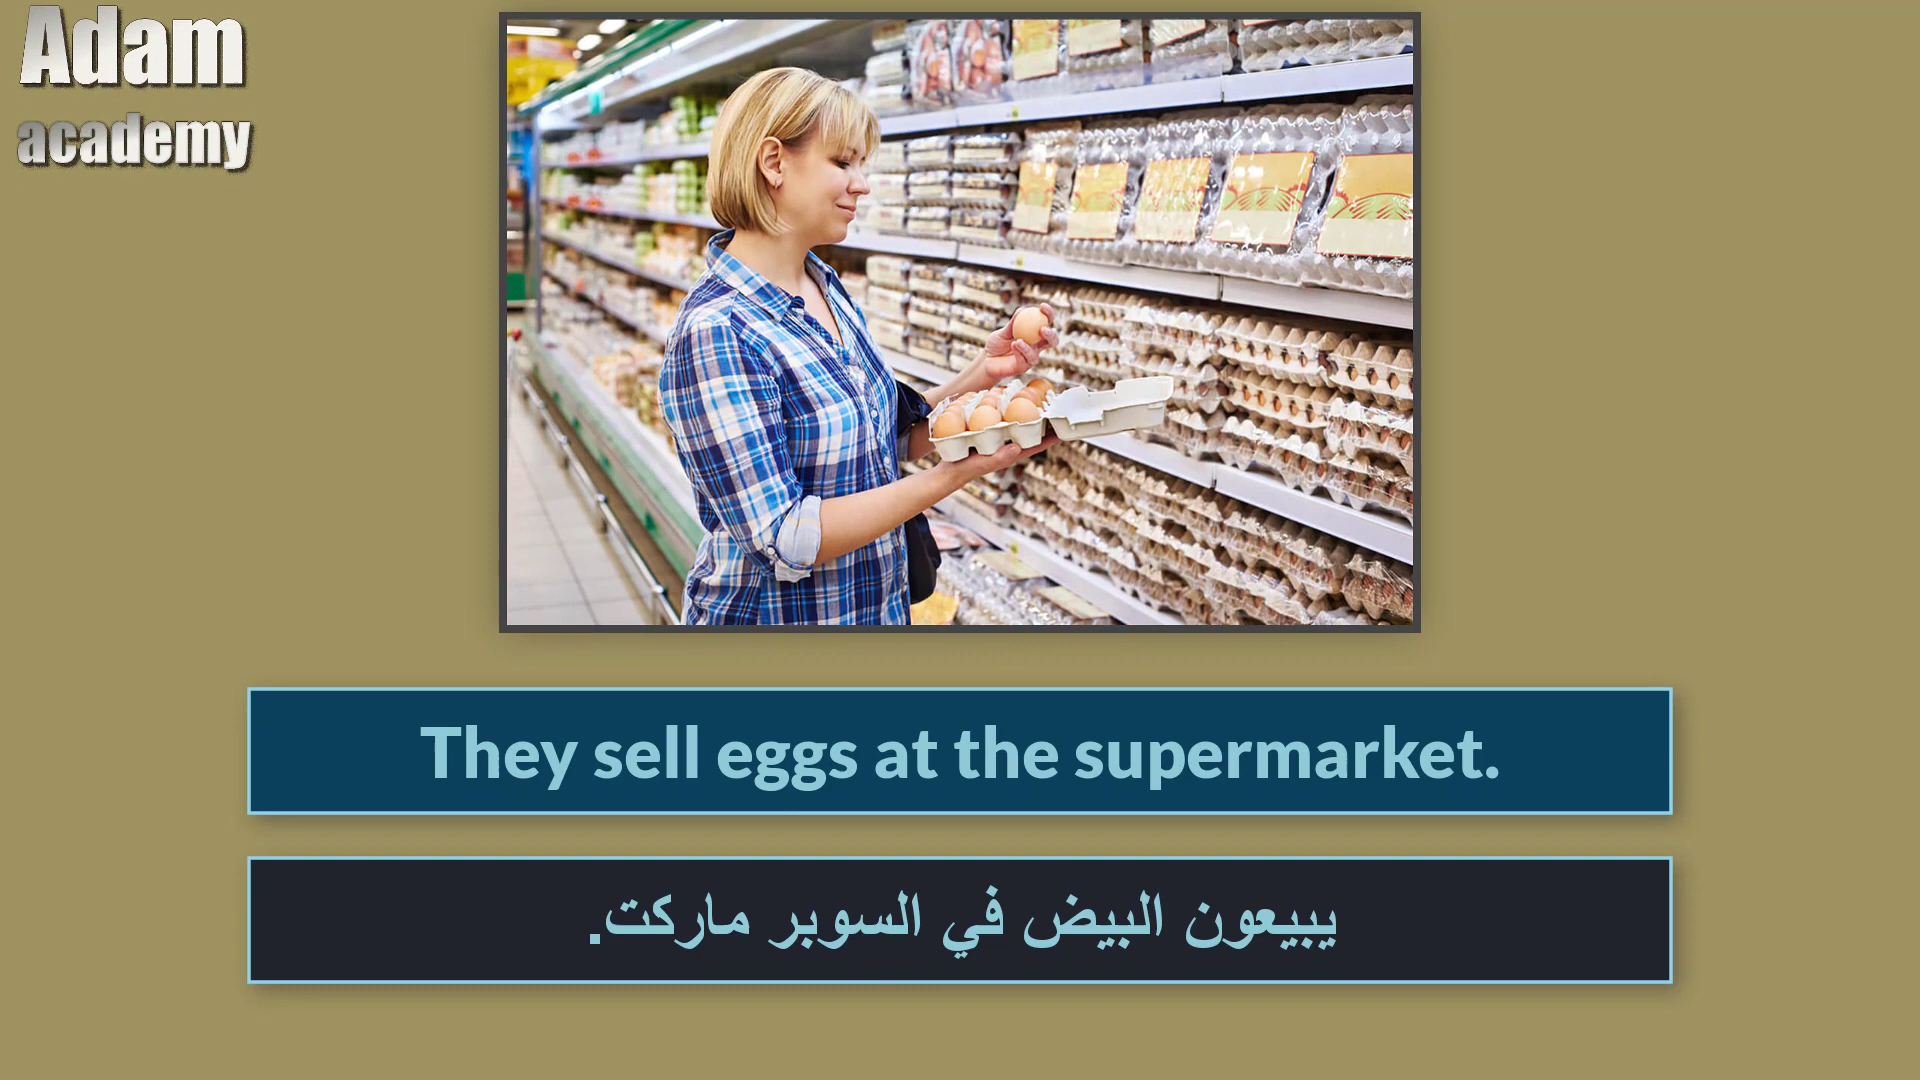 Adam
academy
They sell eggs at the supermarket.
يبيعون البيض في السوبر ماركت.